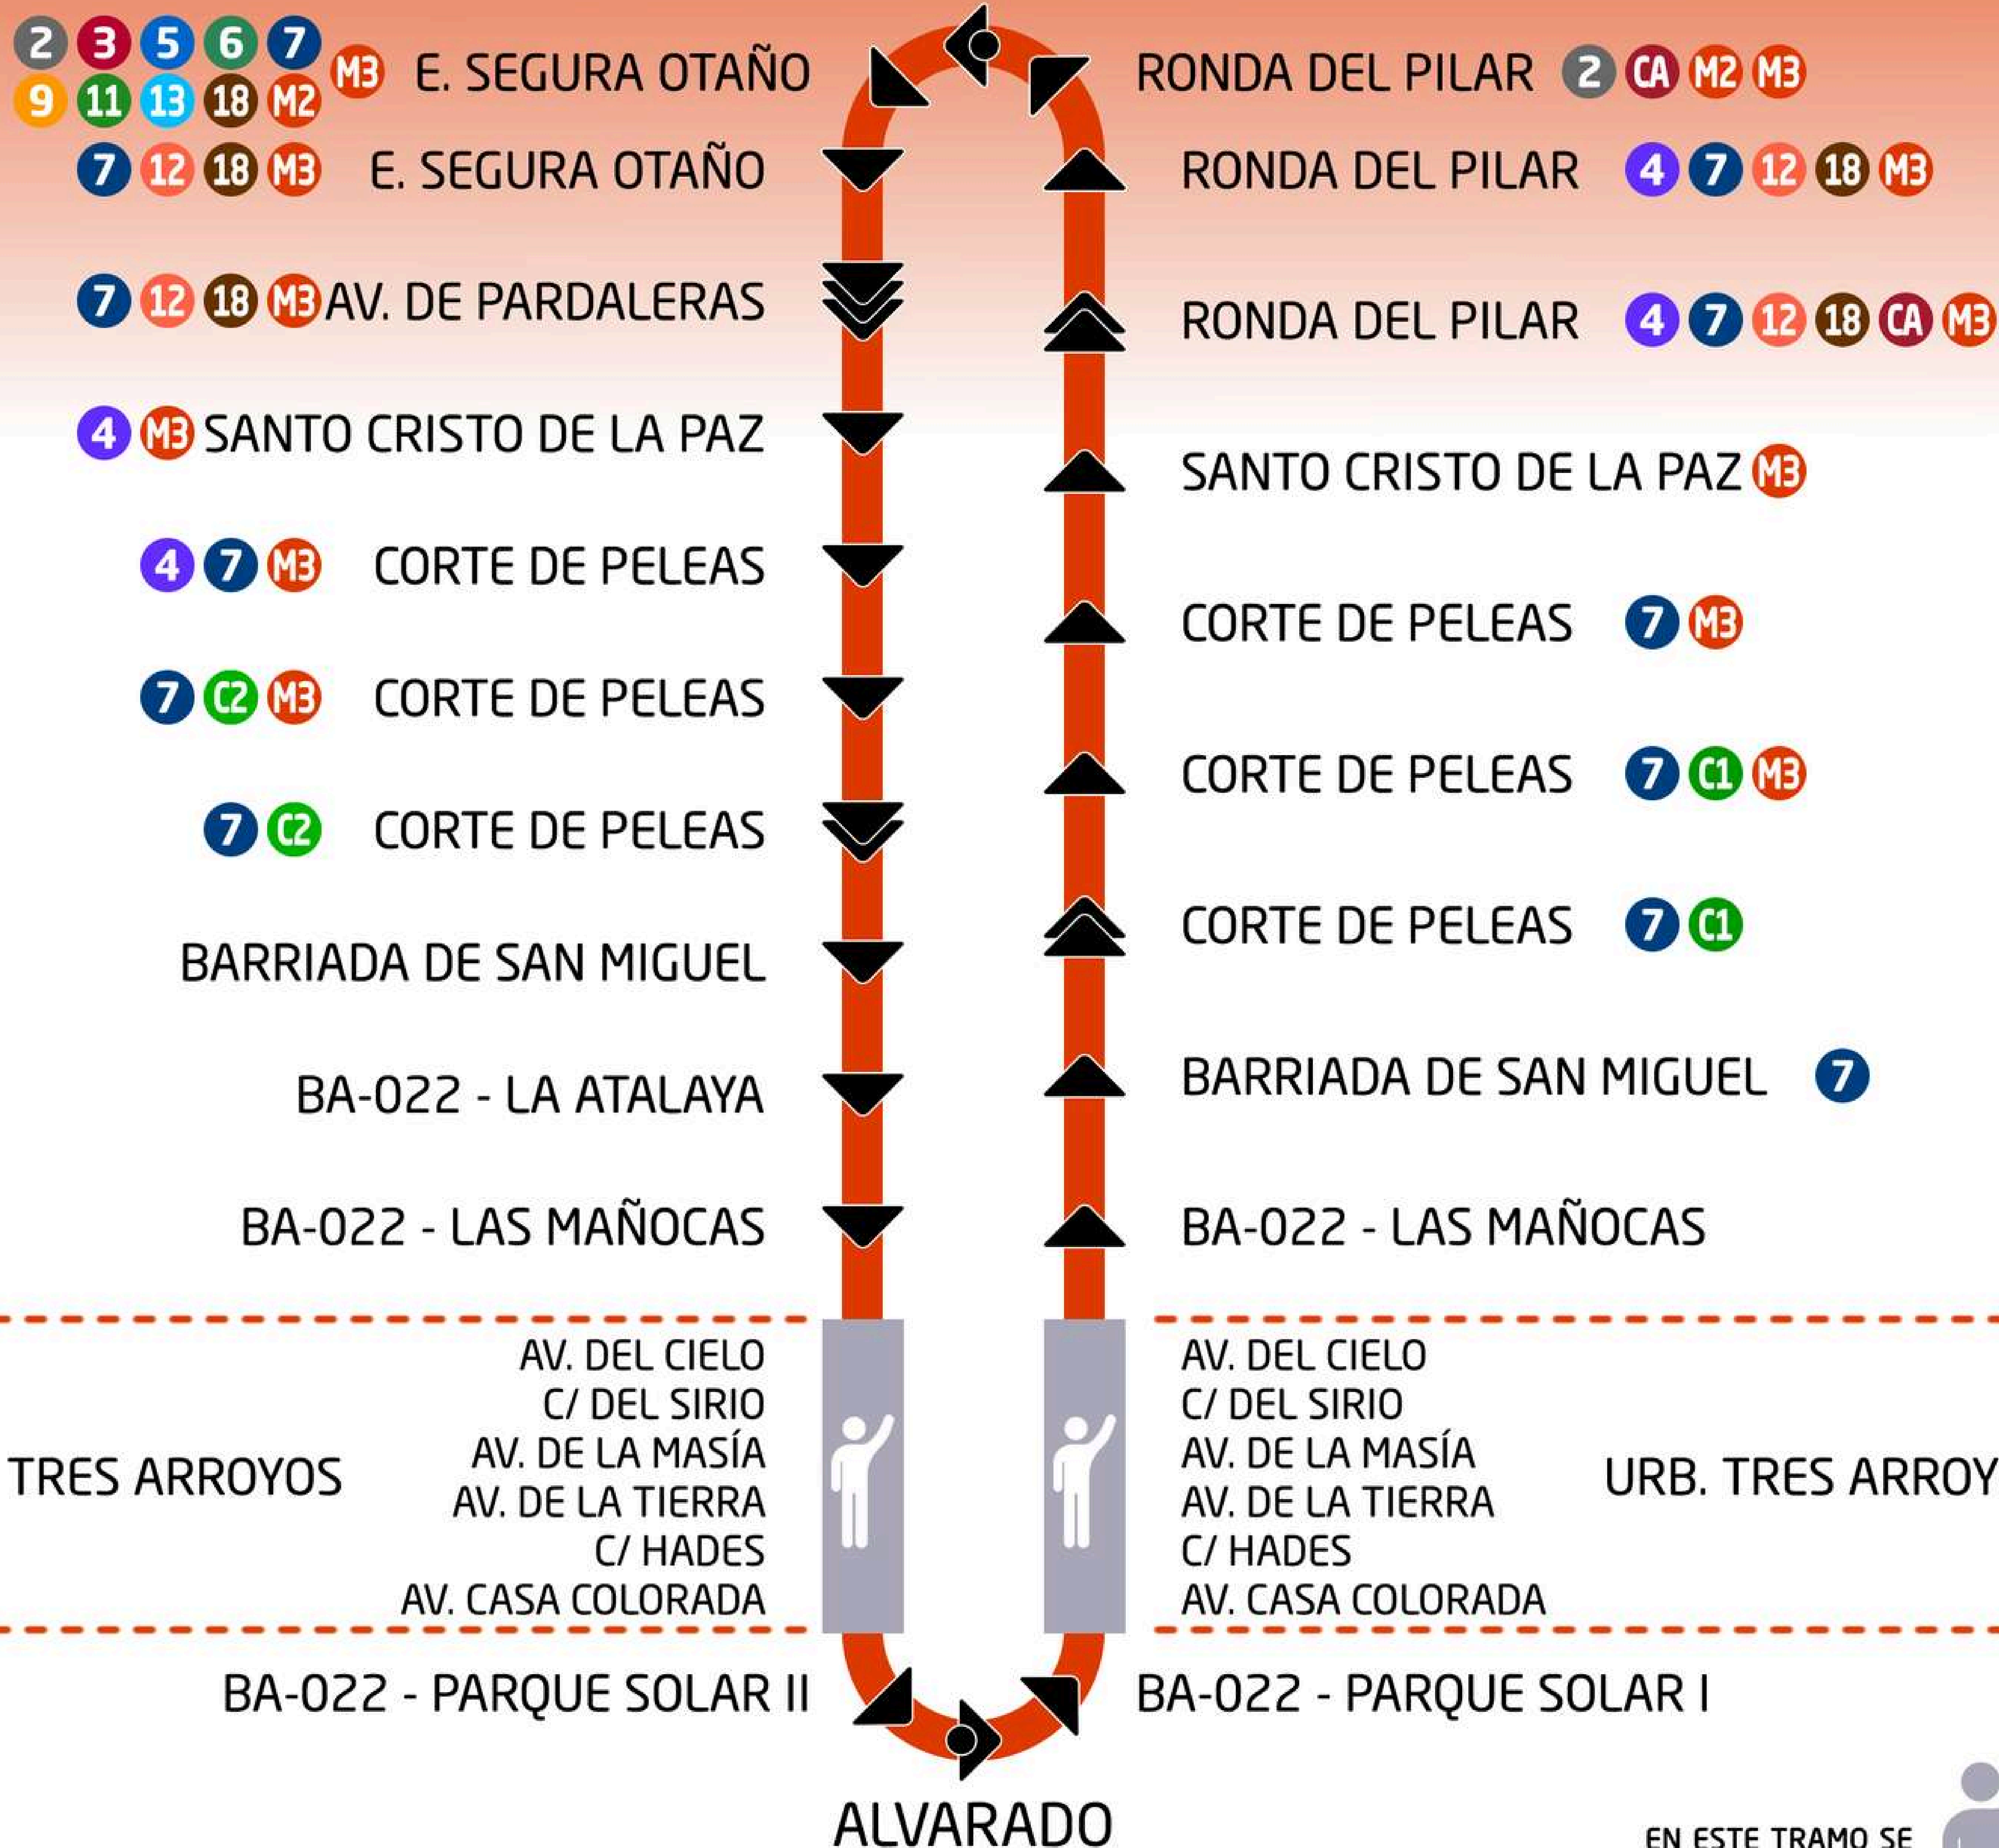 2 3 5 6 7
9 11 13 18 M2
M3 E. SEGURA OTAÑO
RONDA DEL PILAR 2 CA M2 M3
7 12 18 M3 E. SEGURA OTAÑO
RONDA DEL PILAR 4 7 12 18 M3
7 12 18 M3 AV. DE PARDALERAS
RONDA DEL PILAR 4 7 12 18 CA M3
4 M3 SANTO CRISTO DE LA PAZ
SANTO CRISTO DE LA PAZ M3
4 7 M3 CORTE DE PELEAS
CORTE DE PELEAS 7 M3
7 C2 M3 CORTE DE PELEAS
CORTE DE PELEAS 7 C1 M3
7 C2 CORTE DE PELEAS
CORTE DE PELEAS 7 C1
BARRIADA DE SAN MIGUEL
BARRIADA DE SAN MIGUEL 7
BA-022 - LA ATALAYA
BA-022 - LAS MAÑOCAS
BA-022 - LAS MAÑOCAS
TRES ARROYOS
AV. DEL CIELO
C/ DEL SIRIO
AV. DE LA MASÍA
AV. DE LA TIERRA
C/ HADES
AV. CASA COLORADA
AV. DEL CIELO
C/ DEL SIRIO
AV. DE LA MASÍA
AV. DE LA TIERRA
C/ HADES
AV. CASA COLORADA
URB. TRES ARROY
BA-022 - PARQUE SOLAR II
BA-022 - PARQUE SOLAR I
ALVARADO
EN ESTE TRAMO SE